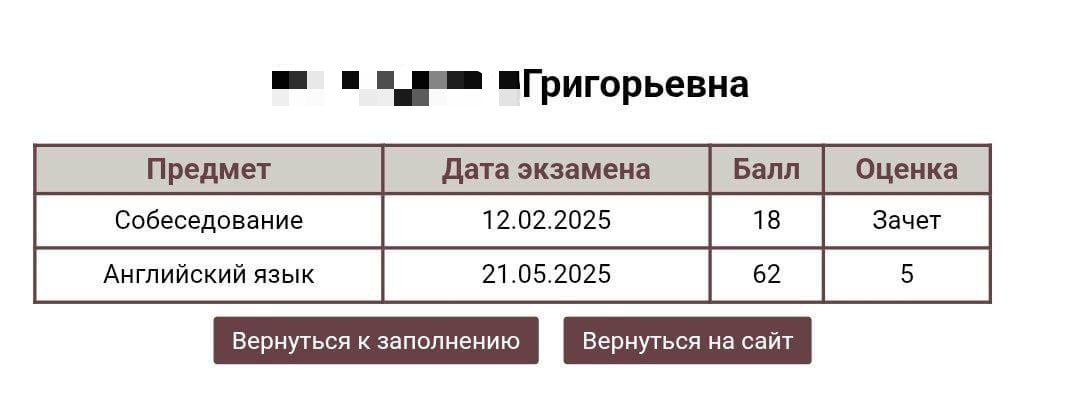 Григорьевна
Предмет Дата экзамена Балл Оценка
Собеседование 12.02.2025 18 Зачет
Английский язык 21.05.2025 62 5
Вернуться к заполнению Вернуться на сайт